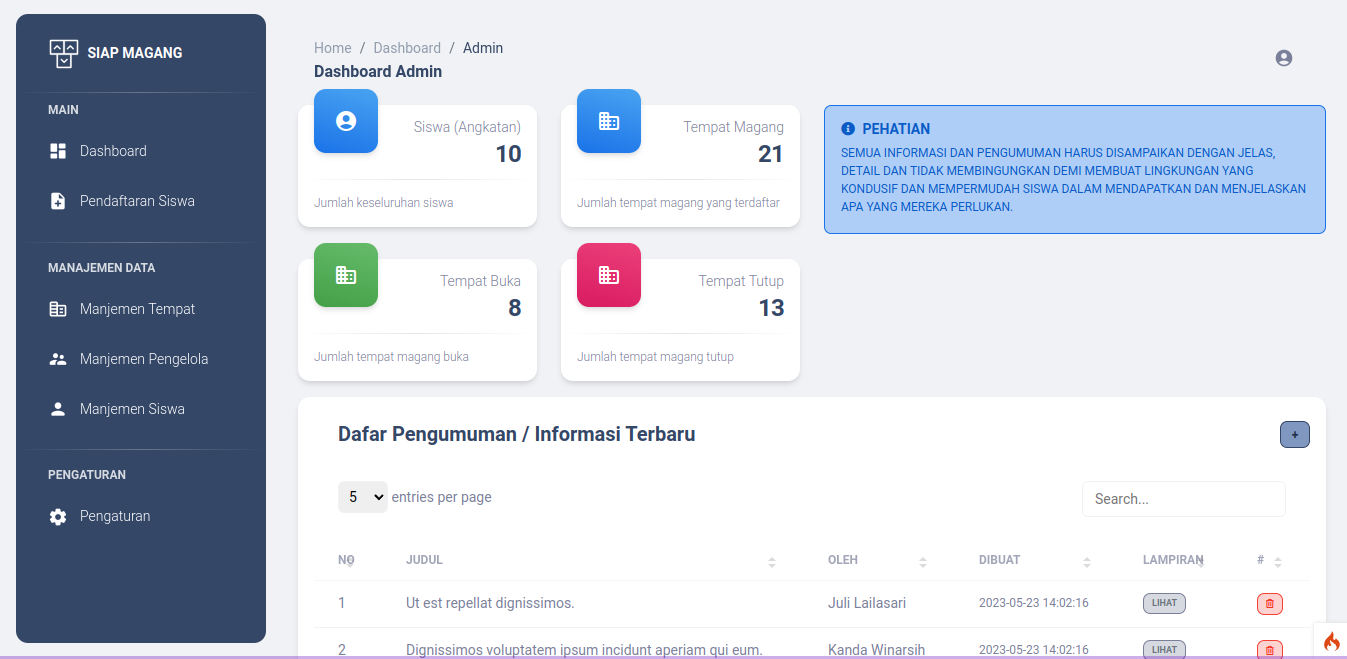 SIAP MAGANG
MAIN
Dashboard
Pendaftaran Siswa
MANAJEMEN DATA
Manjemen Tempat
Manjemen Pengelola
Manjemen Siswa
PENGATURAN
Pengaturan
Home / Dashboard / Admin
Dashboard Admin
Siswa (Angkatan)
10
Jumlah keseluruhan siswa
Tempat Magang
21
Jumlah tempat magang yang terdaftar
PEHATIAN
SEMUA INFORMASI DAN PENGUMUMAN HARUS DISAMPAIKAN DENGAN JELAS,
DETAIL DAN TIDAK MEMBINGUNGKAN DEMI MEMBUAT LINGKUNGAN YANG
KONDUSIF DAN MEMPERMUDAH SISWA DALAM MENDAPATKAN DAN MENJELASKAN
APA YANG MEREKA PERLUKAN.
Tempat Buka
8
Jumlah tempat magang buka
Tempat Tutup
13
Jumlah tempat magang tutup
Dafar Pengumuman / Informasi Terbaru
+
5 entries per page
Search...
NO JUDUL OLEH DIBUAT LAMPIRAN #
1 Ut est repellat dignissimos. Juli Lailasari 2023-05-23 14:02:16 LIHAT
2 Dignissimos voluptatem ipsum incidunt aperiam qui eum. Kanda Winarsih 2023-05-23 14:02:16 LIHAT